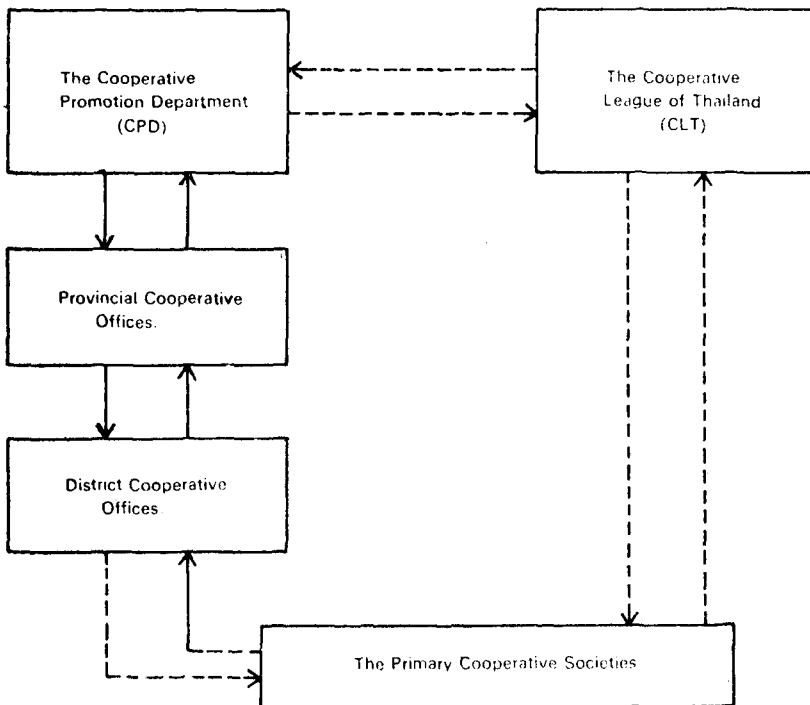 The Cooperative
Promotion Department
(CPD)
The Cooperative
League of Thailand
(CLT)
Provincial Cooperative
Offices.
District Cooperative
Offices.
The Primary Cooperative Societies